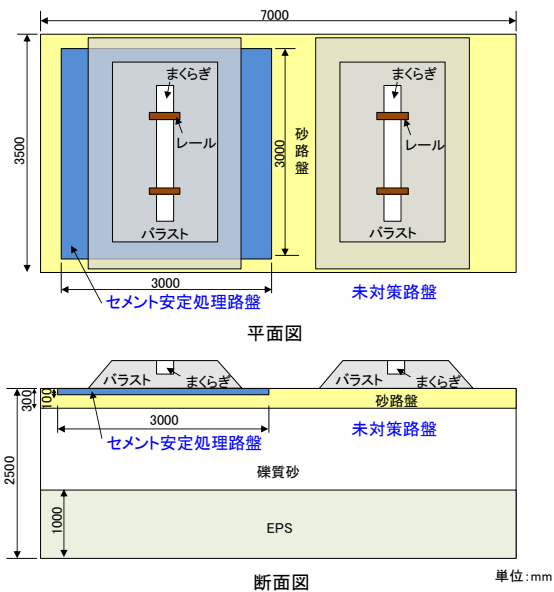 7000
まくらぎ
まくらぎ
レール
レール
3500
3000
砂路盤
バラスト
バラスト
3000
セメント安定処理路盤
未対策路盤
平面図
バラスト
まくらぎ
バラスト
まくらぎ
300
100
砂路盤
3000
セメント安定処理路盤
未対策路盤
2500
礫質砂
1000
EPS
単位:mm
断面図